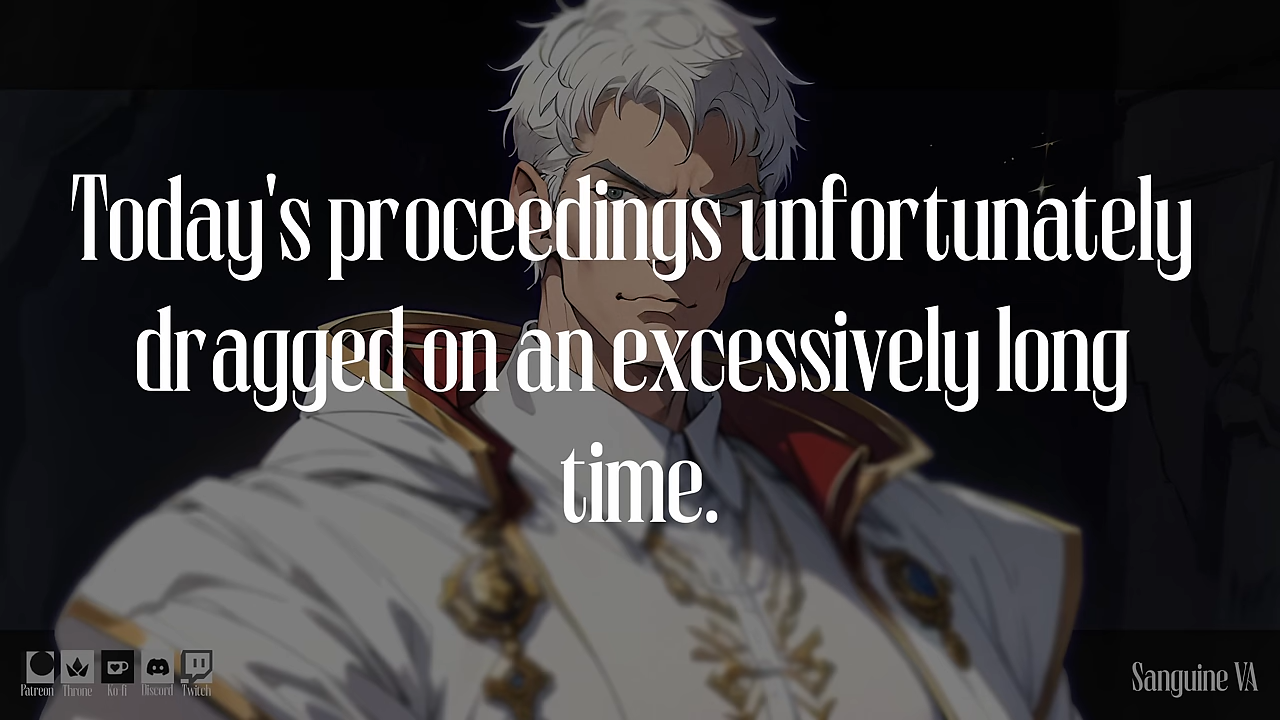 Today's proceedings unfortunately
dragged on an excessively long
time.
Patreon Throne Ko fi Discord Twitch
Sanguine VA